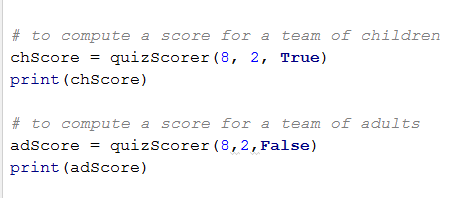 # to compute a score for a team of children
chScore = quizScorer(8, 2, True)
print(chScore)
# to compute a score for a team of adults
adScore = quizScorer(8,2,False)
print(adScore)